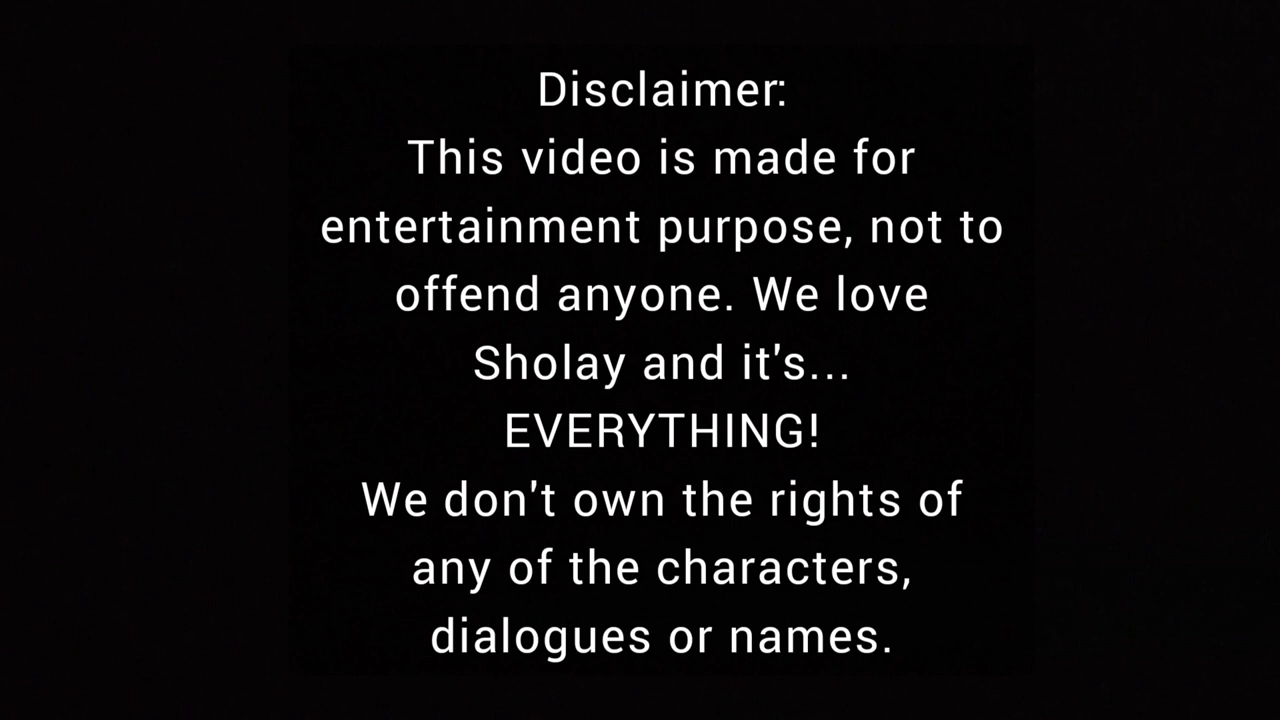 Disclaimer:
This video is made for
entertainment purpose, not to
offend anyone. We love
Sholay and it's...
EVERYTHING!
We don't own the rights of
any of the characters,
dialogues or names.